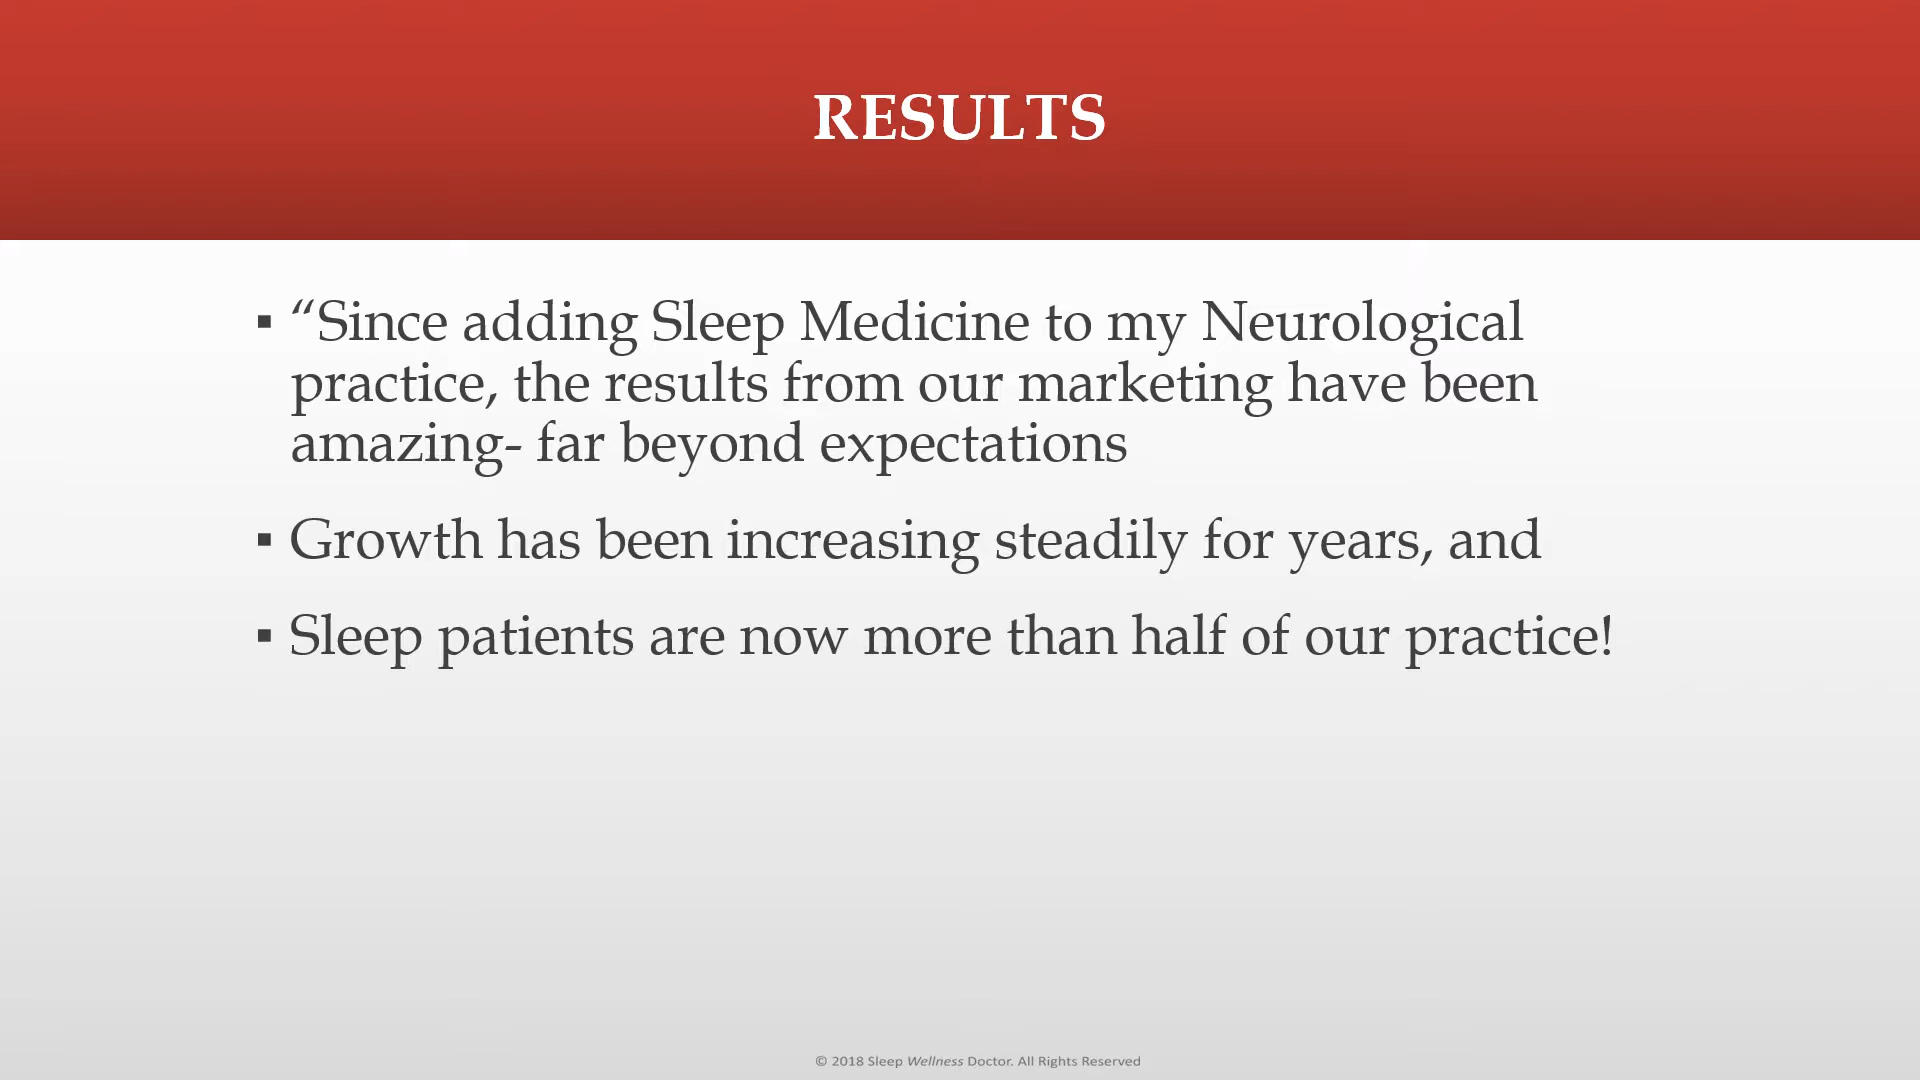 RESULTS
▪ “Since adding Sleep Medicine to my Neurological
practice, the results from our marketing have been
amazing- far beyond expectations
▪ Growth has been increasing steadily for years, and
▪ Sleep patients are now more than half of our practice!
© 2018 Sleep Wellness Doctor. All Rights Reserved